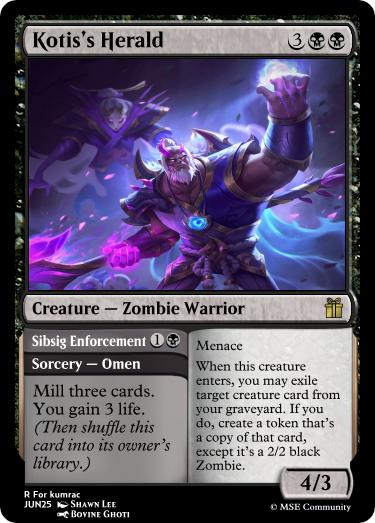 Kotis's Herald 3
Creature — Zombie Warrior
Sibsig Enforcement 1
Sorcery — Omen
Mill three cards.
You gain 3 life.
(Then shuffle this
card into its owner's
library.)
Menace
When this creature
enters, you may exile
target creature card from
your graveyard. If you
do, create a token that's
a copy of that card,
except it's a 2/2 black
Zombie.
4/3
R For kumrac
JUN25 Shawn Lee
Bovine Ghoti
© MSE Community